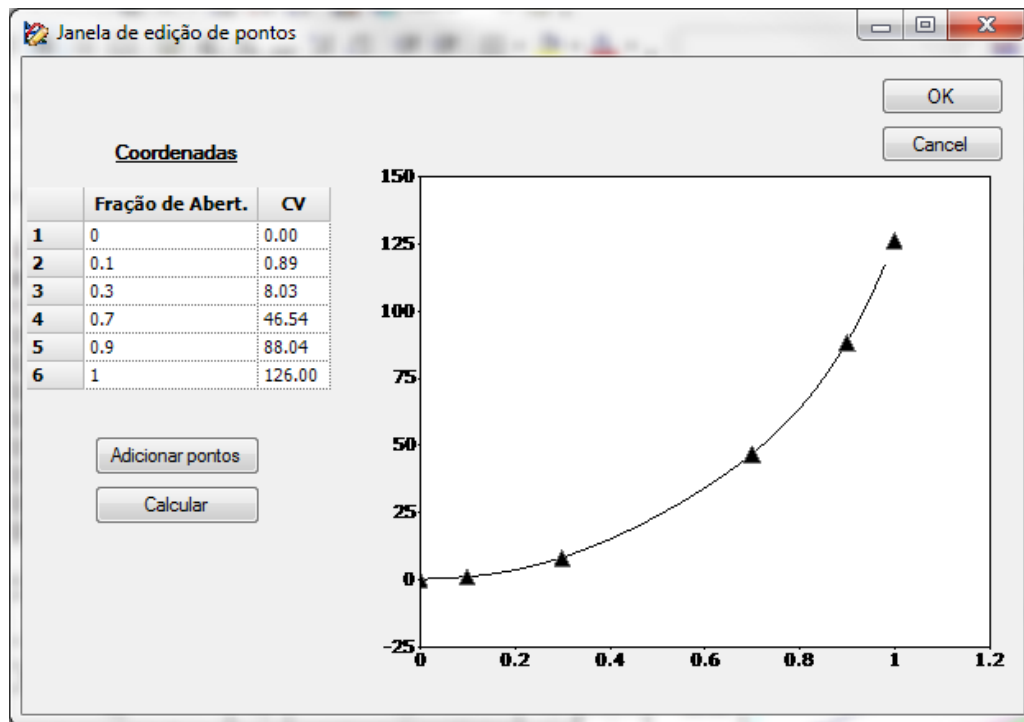 Janela de edição de pontos
OK
Cancel
Coordenadas
Fração de Abert. CV
1 0 0.00
2 0.1 0.89
3 0.3 8.03
4 0.7 46.54
5 0.9 88.04
6 1 126.00
Adicionar pontos
Calcular
150
125
100
75
50
25
0
-25
0 0.2 0.4 0.6 0.8 1 1.2